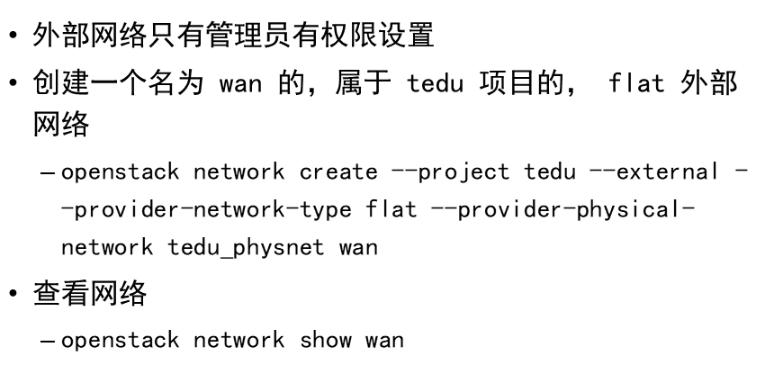 • 外部网络只有管理员有权限设置
• 创建一个名为 wan 的，属于 tedu 项目的， flat 外部
网络
–openstack network create --project tedu --external -
-provider-network-type flat --provider-physical-
network tedu_physnet wan
• 查看网络
–openstack network show wan